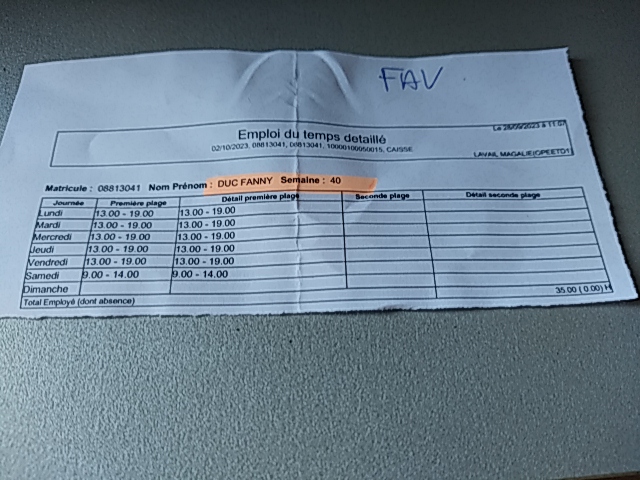 FAV
Le 28/09/2023 à 11:07
Emploi du temps detaillé
02/10/2023, 08813041, 08813041, 10000100050015, CAISSE
LAVAIL MAGALIE(OPEETD1)
Matricule : 08813041 Nom Prénom : DUC FANNY Semaine : 40
Journée Première plage Détail première plage Seconde plage Détail seconde plage
Lundi 13.00 - 19.00 13.00 - 19.00
Mardi 13.00 - 19.00 13.00 - 19.00
Mercredi 13.00 - 19.00 13.00 - 19.00
Jeudi 13.00 - 19.00 13.00 - 19.00
Vendredi 13.00 - 19.00 13.00 - 19.00
Samedi 9.00 - 14.00 9.00 - 14.00
Dimanche
Total Employé (dont absence) 35.00 ( 0.00) H